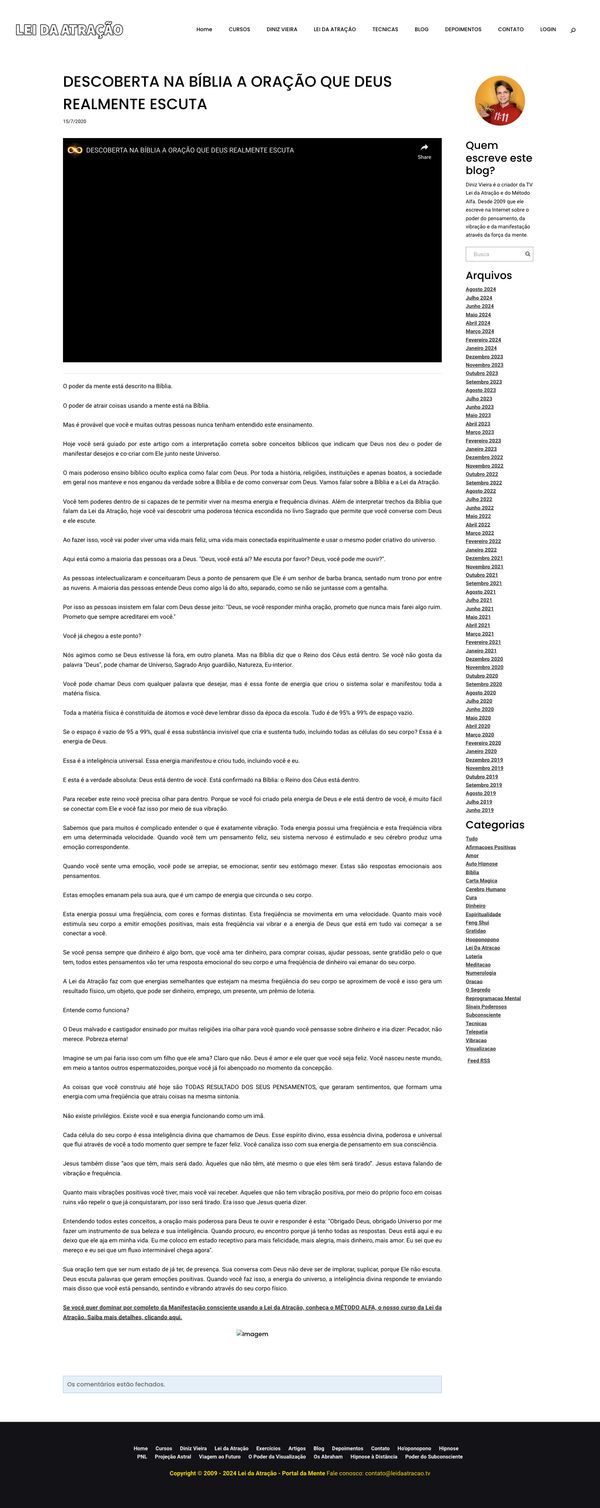 LEI DA ATRAÇÃO
Home CURSOS DINIZ VIEIRA LEI DA ATRAÇÃO TECNICAS BLOG DEPOIMENTOS CONTATO LOGIN
DESCOBERTA NA BÍBLIA A ORAÇÃO QUE DEUS
REALMENTE ESCUTA
15/7/2020
DESCOBERTA NA BÍBLIA A ORAÇÃO QUE DEUS REALMENTE ESCUTA
Share
O poder da mente está descrito na Bíblia.
O poder de atrair coisas usando a mente está na Bíblia.
Mas é provável que você e muitas outras pessoas nunca tenham entendido este ensinamento.
Hoje você será guiado por este artigo com a interpretação correta sobre conceitos bíblicos que indicam que Deus nos deu o poder de
manifestar desejos e co-criar com Ele junto neste Universo.
O mais poderoso ensino bíblico oculto explica como falar com Deus. Por toda a história, religiões, instituições e apenas boatos, a sociedade
em geral nos manteve e nos enganou da verdade sobre a Bíblia e de como conversar com Deus. Vamos falar sobre a Bíblia e a Lei da Atração.
Você tem poderes dentro de si capazes de te permitir viver na mesma energia e frequência divinas. Além de interpretar trechos da Bíblia que
falam da Lei da Atração, hoje você vai descobrir uma poderosa técnica escondida no livro Sagrado que permite que você converse com Deus
e ele escute.
Ao fazer isso, você vai poder viver uma vida mais feliz, uma vida mais conectada espiritualmente e usar o mesmo poder criativo do universo.
Aqui está como a maioria das pessoas ora a Deus. "Deus, você está aí? Me escuta por favor? Deus, você pode me ouvir?".
As pessoas intelectualizaram e conceituaram Deus a ponto de pensarem que Ele é um senhor de barba branca, sentado num trono por entre
as nuvens. A maioria das pessoas entende Deus como algo lá do alto, separado, como se não se juntasse com a gentalha.
Por isso as pessoas insistem em falar com Deus desse jeito: "Deus, se você responder minha oração, prometo que nunca mais farei algo ruim.
Prometo que sempre acreditarei em você."
Você já chegou a este ponto?
Nós agimos como se Deus estivesse lá fora, em outro planeta. Mas na Bíblia diz que o Reino dos Céus está dentro. Se você não gosta da
palavra "Deus", pode chamar de Universo, Sagrado Anjo guardião, Natureza, Eu-interior.
Você pode chamar Deus com qualquer palavra que desejar, mas é essa fonte de energia que criou o sistema solar e manifestou toda a
matéria física.
Toda a matéria física é constituída de átomos e você deve lembrar disso da época da escola. Tudo é de 95% a 99% de espaço vazio.
Se o espaço é vazio de 95 a 99%, qual é essa substância invisível que cria e sustenta tudo, incluindo todas as células do seu corpo? Essa é a
energia de Deus.
Essa é a inteligência universal. Essa energia manifestou e criou tudo, incluindo você e eu.
E esta é a verdade absoluta: Deus está dentro de você. Está confirmado na Bíblia: o Reino dos Céus está dentro.
Para receber este reino você precisa olhar para dentro. Porque se você foi criado pela energia de Deus e ele está dentro de você, é muito fácil
se conectar com Ele e você faz isso por meio de sua vibração.
Sabemos que para muitos é complicado entender o que é exatamente vibração. Toda energia possui uma freqüência e esta freqüência vibra
em uma determinada velocidade. Quando você tem um pensamento feliz, seu sistema nervoso é estimulado e seu cérebro produz uma
emoção correspondente.
Quando você sente uma emoção, você pode se arrepiar, se emocionar, sentir seu estômago mexer. Estas são respostas emocionais aos
pensamentos.
Estas emoções emanam pela sua aura, que é um campo de energia que circunda o seu corpo.
Esta energia possui uma freqüência, com cores e formas distintas. Esta freqüência se movimenta em uma velocidade. Quanto mais você
estimula seu corpo a emitir emoções positivas, mais esta freqüência vai vibrar e a energia de Deus que está em tudo vai começar a se
conectar a você.
Se você pensa sempre que dinheiro é algo bom, que você ama ter dinheiro, para comprar coisas, ajudar pessoas, sente gratidão pelo o que
tem, todos estes pensamentos vão ter uma resposta emocional do seu corpo e uma freqüência de dinheiro vai emanar do seu corpo.
A Lei da Atração faz com que energias semelhantes que estejam na mesma freqüência do seu corpo se aproximem de você e isso gera um
resultado físico, um objeto, que pode ser dinheiro, emprego, um presente, um prêmio de loteria.
Entende como funciona?
O Deus malvado e castigador ensinado por muitas religiões iria olhar para você quando você pensasse sobre dinheiro e iria dizer: Pecador, não
merece. Pobreza eterna!
Imagine se um pai faria isso com um filho que ele ama? Claro que não. Deus é amor e ele quer que você seja feliz. Você nasceu neste mundo,
em meio a tantos outros espermatozoides, porque você já foi abençoado no momento da concepção.
As coisas que você construiu até hoje são TODAS RESULTADO DOS SEUS PENSAMENTOS, que geraram sentimentos, que formam uma
energia com uma freqüência que atraiu coisas na mesma sintonia.
Não existe privilégios. Existe você e sua energia funcionando como um imã.
Cada célula do seu corpo é essa inteligência divina que chamamos de Deus. Esse espírito divino, essa essência divina, poderosa e universal
que flui através de você a todo momento quer sempre te fazer feliz. Você canaliza isso com sua energia de pensamento em sua consciência.
Jesus também disse "aos que têm, mais será dado. Àqueles que não têm, até mesmo o que eles têm será tirado". Jesus estava falando de
vibração e frequência.
Quanto mais vibrações positivas você tiver, mais você vai receber. Aqueles que não tem vibração positiva, por meio do próprio foco em coisas
ruins vão repelir o que já conquistaram, por isso será tirado. Era isso que Jesus queria dizer.
Entendendo todos estes conceitos, a oração mais poderosa para Deus te ouvir e responder é esta: "Obrigado Deus, obrigado Universo por me
fazer um instrumento de sua beleza e sua inteligência. Quando procuro, eu encontro porque já tenho todas as respostas. Deus está aqui e eu
deixo que ele aja em minha vida. Eu me coloco em estado receptivo para mais felicidade, mais alegria, mais dinheiro, mais amor. Eu sei que eu
mereço e eu sei que um fluxo interminável chega agora".
Sua oração tem que ser num estado de já ter, de presença. Sua conversa com Deus não deve ser de implorar, suplicar, porque Ele não escuta.
Deus escuta palavras que geram emoções positivas. Quando você faz isso, a energia do universo, a inteligência divina responde te enviando
mais disso que você está pensando, sentindo e vibrando através do seu corpo físico.
Se você quer dominar por completo da Manifestação consciente usando a Lei da Atração, conheça o MÉTODO ALFA, o nosso curso da Lei da
Atração. Saiba mais detalhes, clicando aqui.
Imagem
Os comentários estão fechados.
11:11
Quem
escreve este
blog?
Diniz Vieira é o criador da TV
Lei da Atração e do Método
Alfa. Desde 2009 que ele
escreve na Internet sobre o
poder do pensamento, da
vibração e da manifestação
através da força da mente.
Busca
Arquivos
Agosto 2024
Julho 2024
Junho 2024
Maio 2024
Abril 2024
Março 2024
Fevereiro 2024
Janeiro 2024
Dezembro 2023
Novembro 2023
Outubro 2023
Setembro 2023
Agosto 2023
Julho 2023
Junho 2023
Maio 2023
Abril 2023
Março 2023
Fevereiro 2023
Janeiro 2023
Dezembro 2022
Novembro 2022
Outubro 2022
Setembro 2022
Agosto 2022
Julho 2022
Junho 2022
Maio 2022
Abril 2022
Março 2022
Fevereiro 2022
Janeiro 2022
Dezembro 2021
Novembro 2021
Outubro 2021
Setembro 2021
Agosto 2021
Julho 2021
Junho 2021
Maio 2021
Abril 2021
Março 2021
Fevereiro 2021
Janeiro 2021
Dezembro 2020
Novembro 2020
Outubro 2020
Setembro 2020
Agosto 2020
Julho 2020
Junho 2020
Maio 2020
Abril 2020
Março 2020
Fevereiro 2020
Janeiro 2020
Dezembro 2019
Novembro 2019
Outubro 2019
Setembro 2019
Agosto 2019
Julho 2019
Junho 2019
Categorias
Tudo
Afirmacoes Positivas
Amor
Auto Hipnose
Bíblia
Carta Magica
Cerebro Humano
Cura
Dinheiro
Espiritualidade
Feng Shui
Gratidao
Hooponopono
Lei Da Atracao
Loteria
Meditacao
Numerologia
Oracao
O Segredo
Reprogramacao Mental
Sinais Poderosos
Subconsciente
Tecnicas
Telepatia
Vibracao
Visualizacao
Feed RSS
Home Cursos Diniz Vieira Lei da Atração Exercícios Artigos Blog Depoimentos Contato Ho'oponopono Hipnose
PNL Projeção Astral Viagem ao Futuro O Poder da Visualização Os Abraham Hipnose à Distância Poder do Subconsciente
Copyright © 2009 - 2024 Lei da Atração - Portal da Mente Fale conosco: contato@leidaatracao.tv